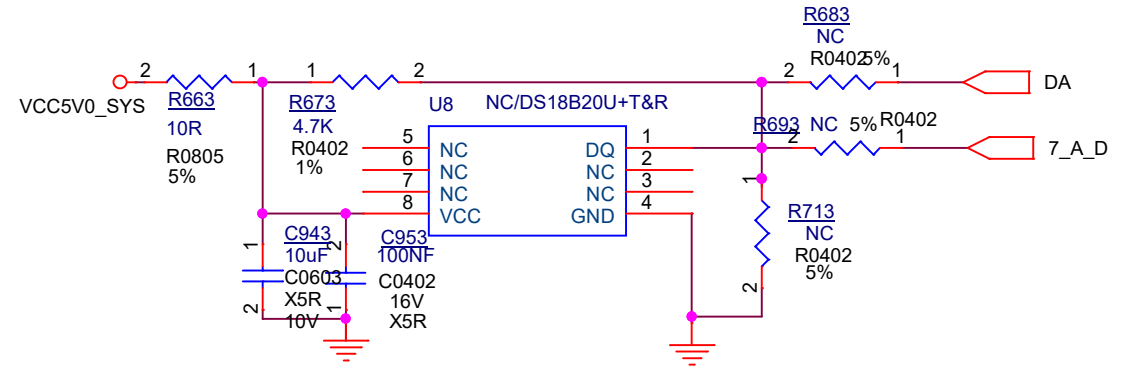 R683
NC
R0402 5%
2 1 1 2 2 1
VCC5V0_SYS
DA
R663
10R
R0805
5%
R673
4.7K
R0402
1%
U8 NC/DS18B20U+T&R
R693 NC 5% R0402
2 1
7_A_D
5 NC DQ 1
6 NC NC 2
7 NC NC 3
8 VCC GND 4
1
R713
NC
R0402
5%
2
1
C943
10uF
C0603
X5R
10V
2
2
C953
100NF
C0402
16V
X5R
1